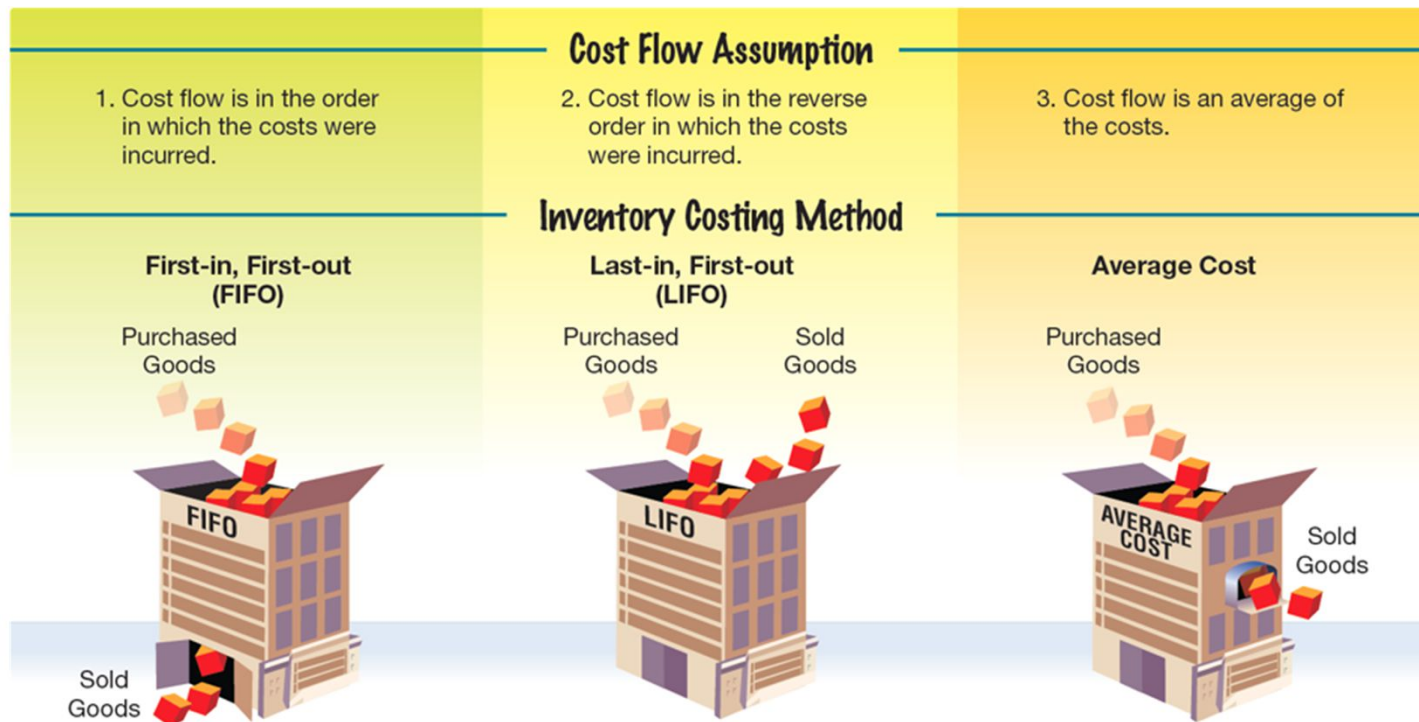 Cost Flow Assumption
1. Cost flow is in the order
in which the costs were
incurred.
2. Cost flow is in the reverse
order in which the costs
were incurred.
3. Cost flow is an average of
the costs.
Inventory Costing Method
First-in, First-out
(FIFO)
Last-in, First-out
(LIFO)
Average Cost
Purchased
Goods
Purchased
Goods
Sold
Goods
Purchased
Goods
FIFO
LIFO
AVERAGE
COST
Sold
Goods
Sold
Goods